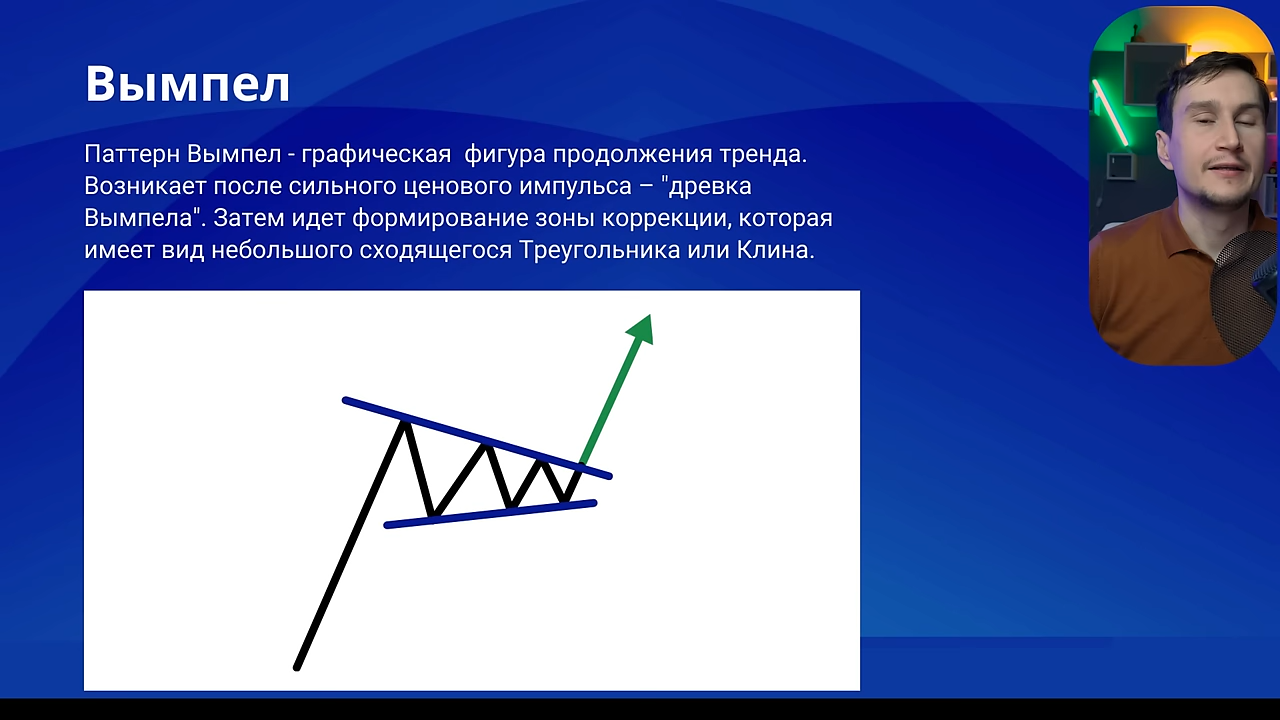 Вымпел
Паттерн Вымпел - графическая  фигура продолжения тренда.
Возникает после сильного ценового импульса – "древка
Вымпела". Затем идет формирование зоны коррекции, которая
имеет вид небольшого сходящегося Треугольника или Клина.